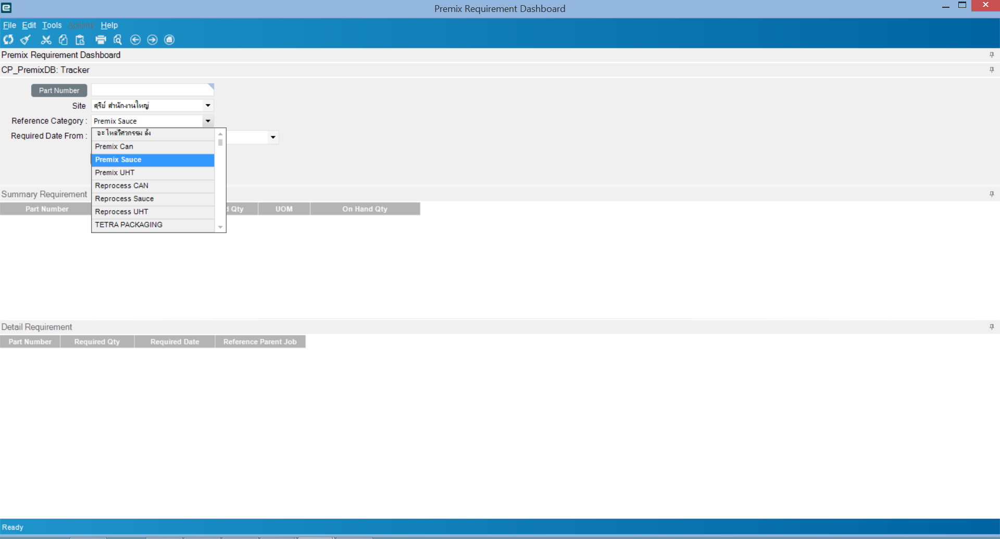 Premix Requirement Dashboard
File Edit Tools Actions Help
Premix Requirement Dashboard
CP_PremixDB: Tracker
Part Number
Site สุรีย์ สำนักงานใหญ่
Reference Category : Premix Sauce
Required Date From :
อะไหล่วิศวกรรม ลัง
Premix Can
Premix Sauce
Premix UHT
Reprocess CAN
Reprocess Sauce
Reprocess UHT
TETRA PACKAGING
Summary Requirement
Part Number Qty UOM On Hand Qty
Detail Requirement
Part Number Required Qty Required Date Reference Parent Job
Ready